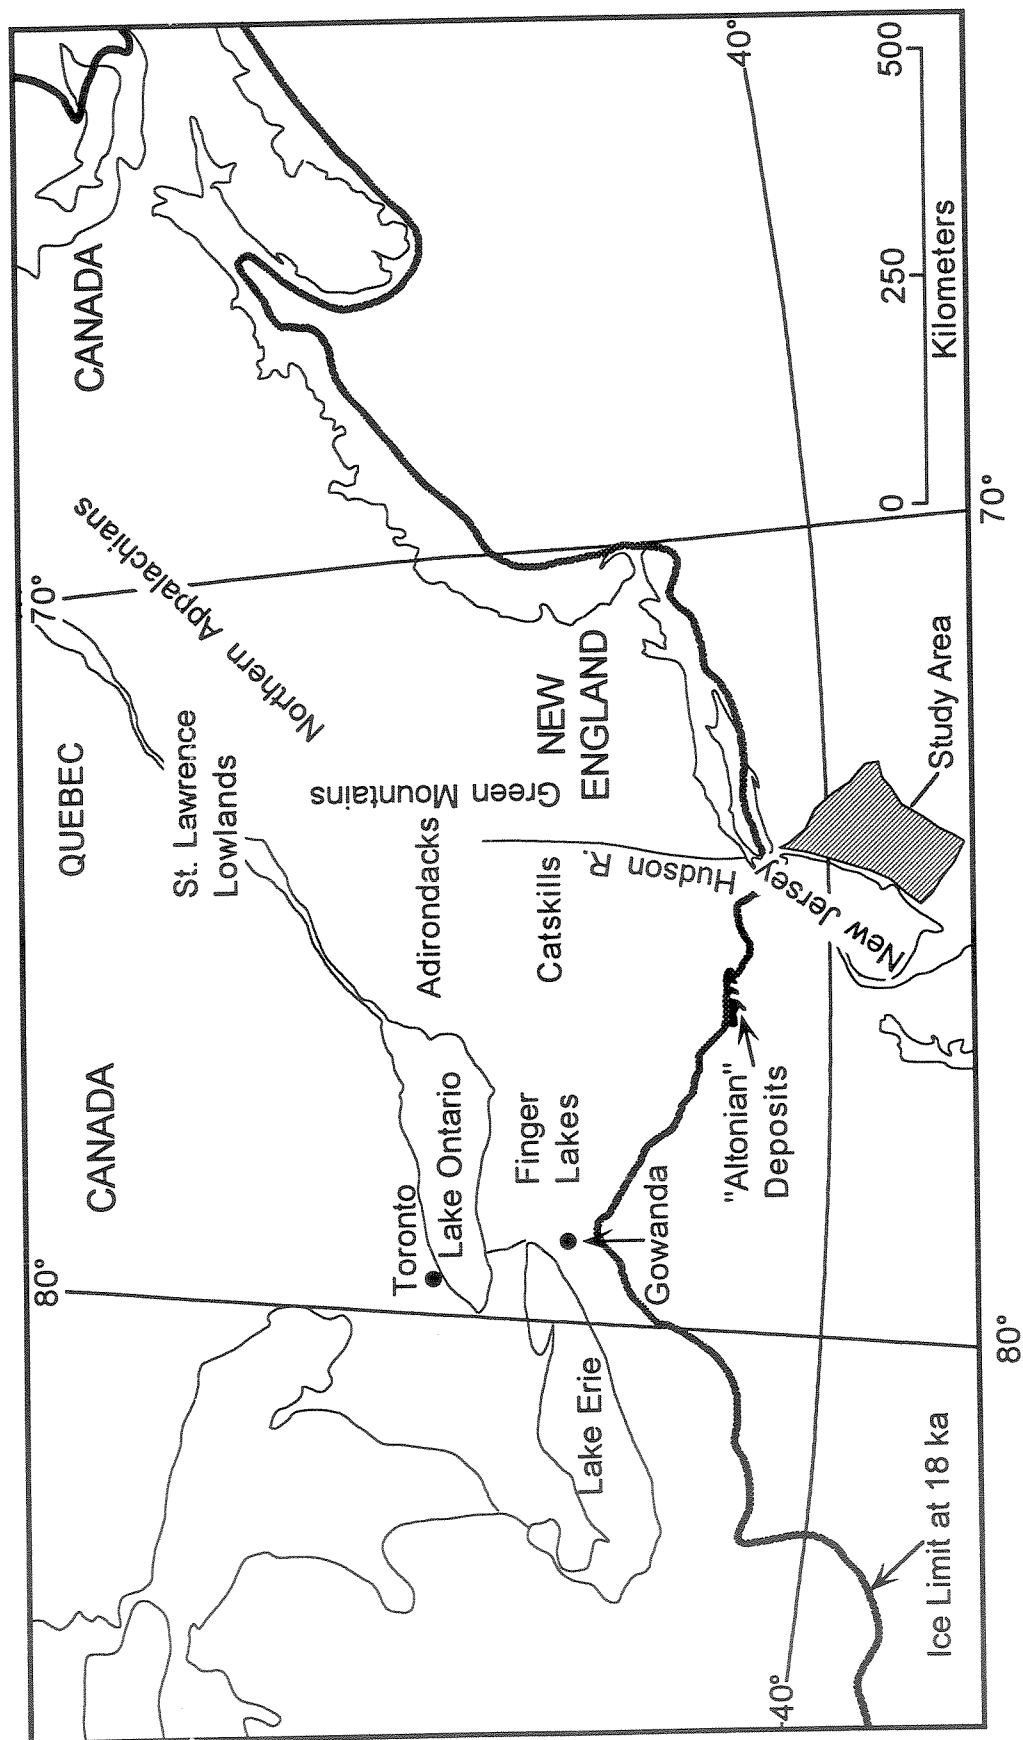 CANADA
QUEBEC
CANADA
80°
70°
Northern Appalachians
St. Lawrence
Lowlands
Toronto
Lake Ontario
Adirondacks
Green Mountains
Finger
Lakes
Catskills
Hudson R.
NEW
ENGLAND
Lake Erie
Gowanda
"Altonian"
Deposits
New Jersey
40°
40°
Study Area
Ice Limit at 18 ka
0
250
500
Kilometers
80°
70°